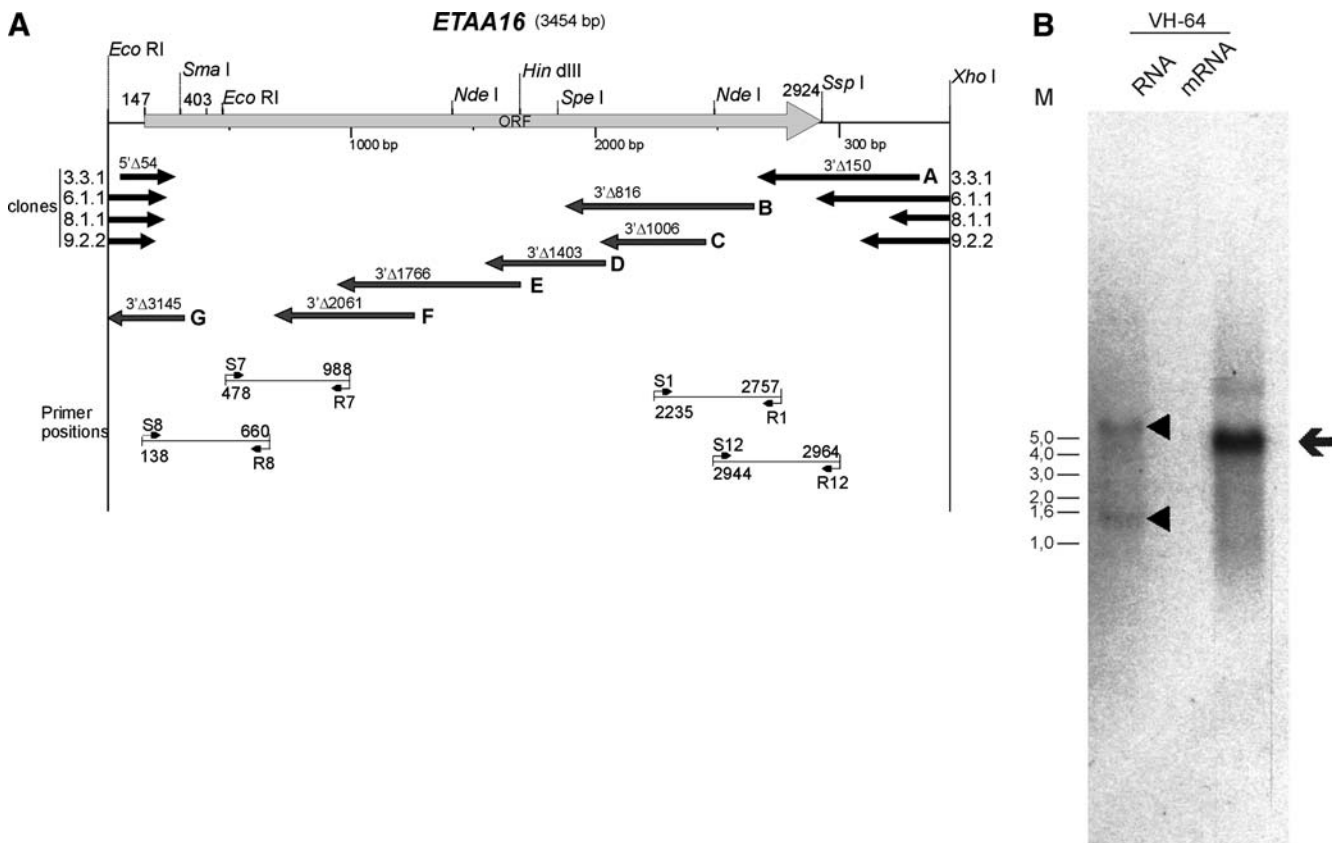 A
ETAA16 (3454 bp)
Eco RI
Sma I
Hin dIII
Xho I
147
403
Eco RI
Nde I
Spe I
Nde I
2924
Ssp I
ORF
1000 bp
2000 bp
300 bp
clones
5'Δ54
3.3.1
6.1.1
8.1.1
9.2.2
3'Δ150
A
3.3.1
6.1.1
8.1.1
9.2.2
3'Δ816
B
3'Δ1006
C
3'Δ1403
D
3'Δ1766
E
3'Δ2061
F
3'Δ3145
G
Primer
positions
S7
988
478
R7
S8
660
138
R8
S1
2757
2235
R1
S12
2964
2944
R12
B
VH-64
RNA
mRNA
M
5,0
4,0
3,0
2,0
1,6
1,0